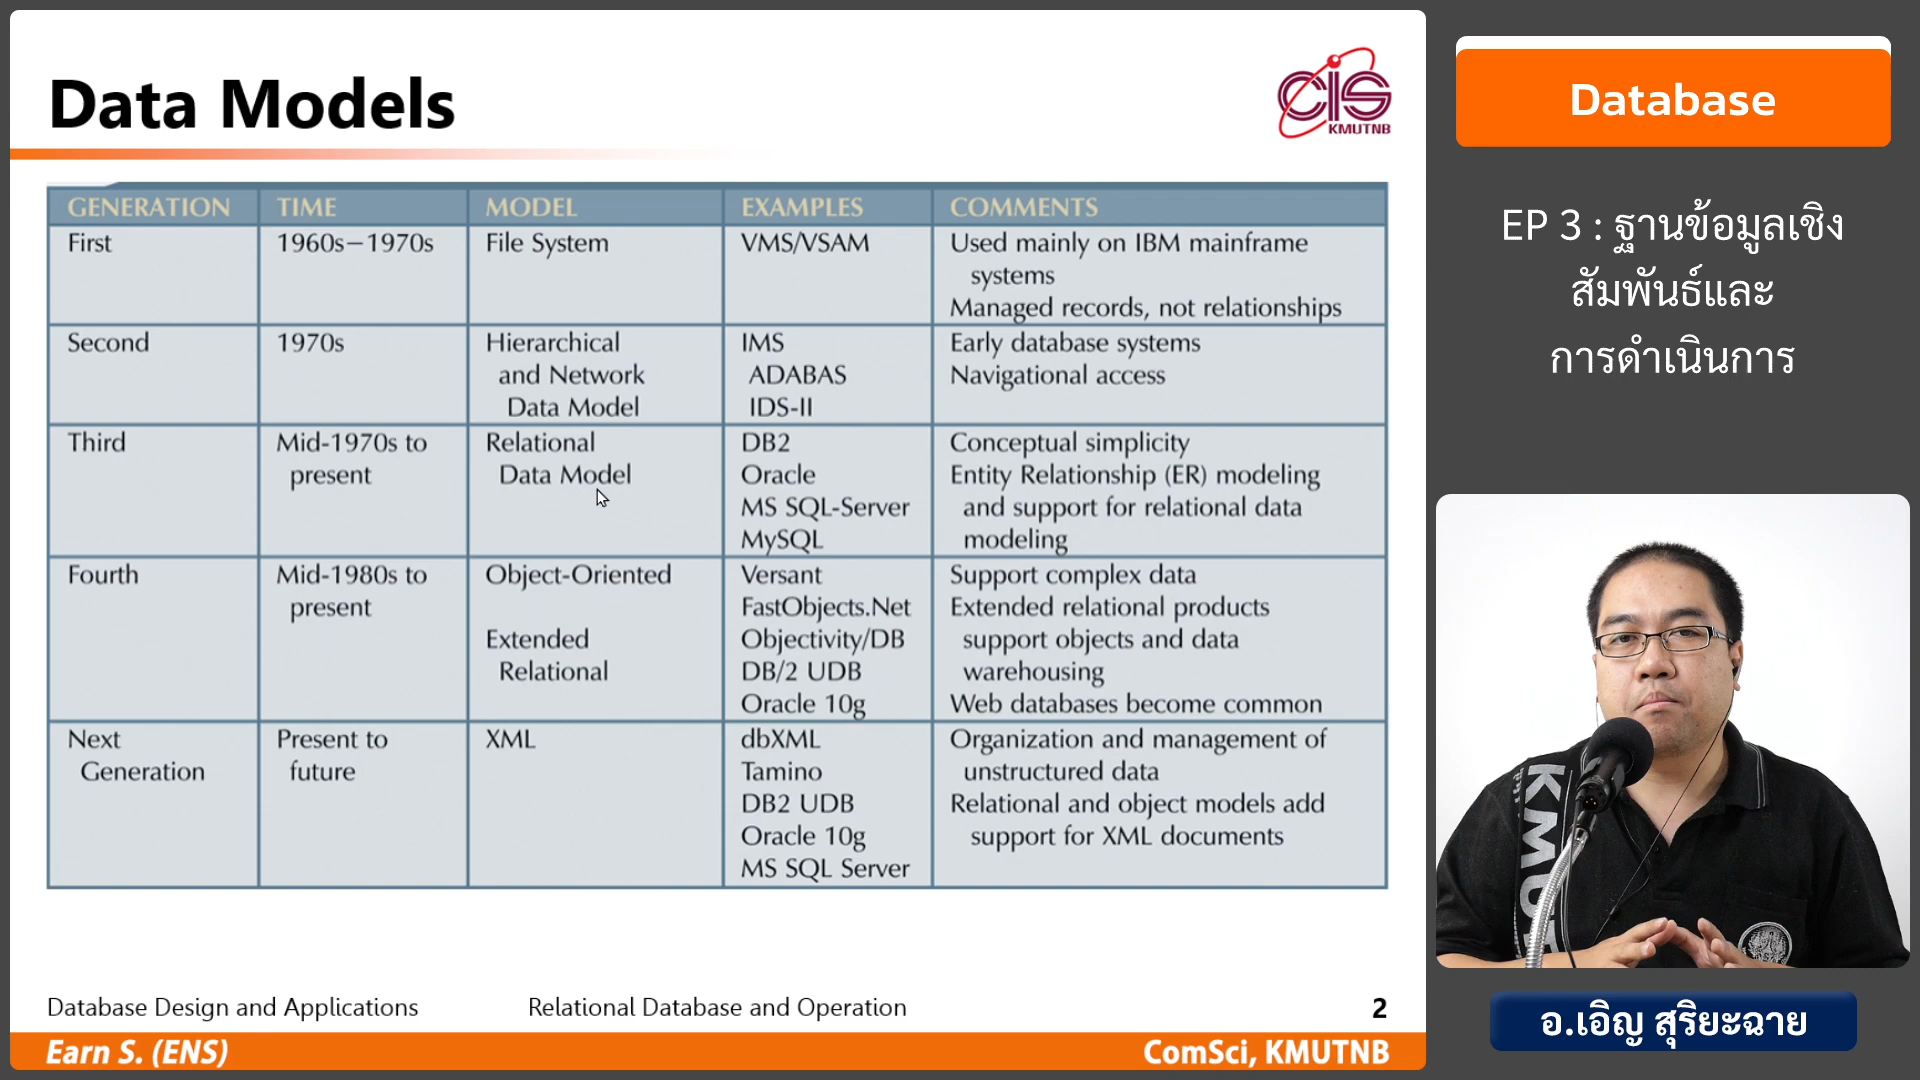 Data Models
CIS
KMUTNB
GENERATION TIME MODEL EXAMPLES COMMENTS
First 1960s–1970s File System VMS/VSAM Used mainly on IBM mainframe
systems
Managed records, not relationships
Second 1970s Hierarchical IMS Early database systems
and Network ADABAS Navigational access
Data Model IDS-II
Third Mid-1970s to Relational DB2 Conceptual simplicity
present Data Model Oracle Entity Relationship (ER) modeling
MS SQL-Server and support for relational data
MySQL modeling
Fourth Mid-1980s to Object-Oriented Versant Support complex data
present FastObjects.Net Extended relational products
Extended Objectivity/DB support objects and data
Relational DB/2 UDB warehousing
Oracle 10g Web databases become common
Next Present to XML dbXML Organization and management of
Generation future Tamino unstructured data
DB2 UDB Relational and object models add
Oracle 10g support for XML documents
MS SQL Server
Database Design and Applications Relational Database and Operation 2
Earn S. (ENS) ComSci, KMUTNB
Database
EP 3 : ฐานข้อมูลเชิง
สัมพันธ์และ
การดำเนินการ
KMUT
อ.เอิญ สุริยะฉาย